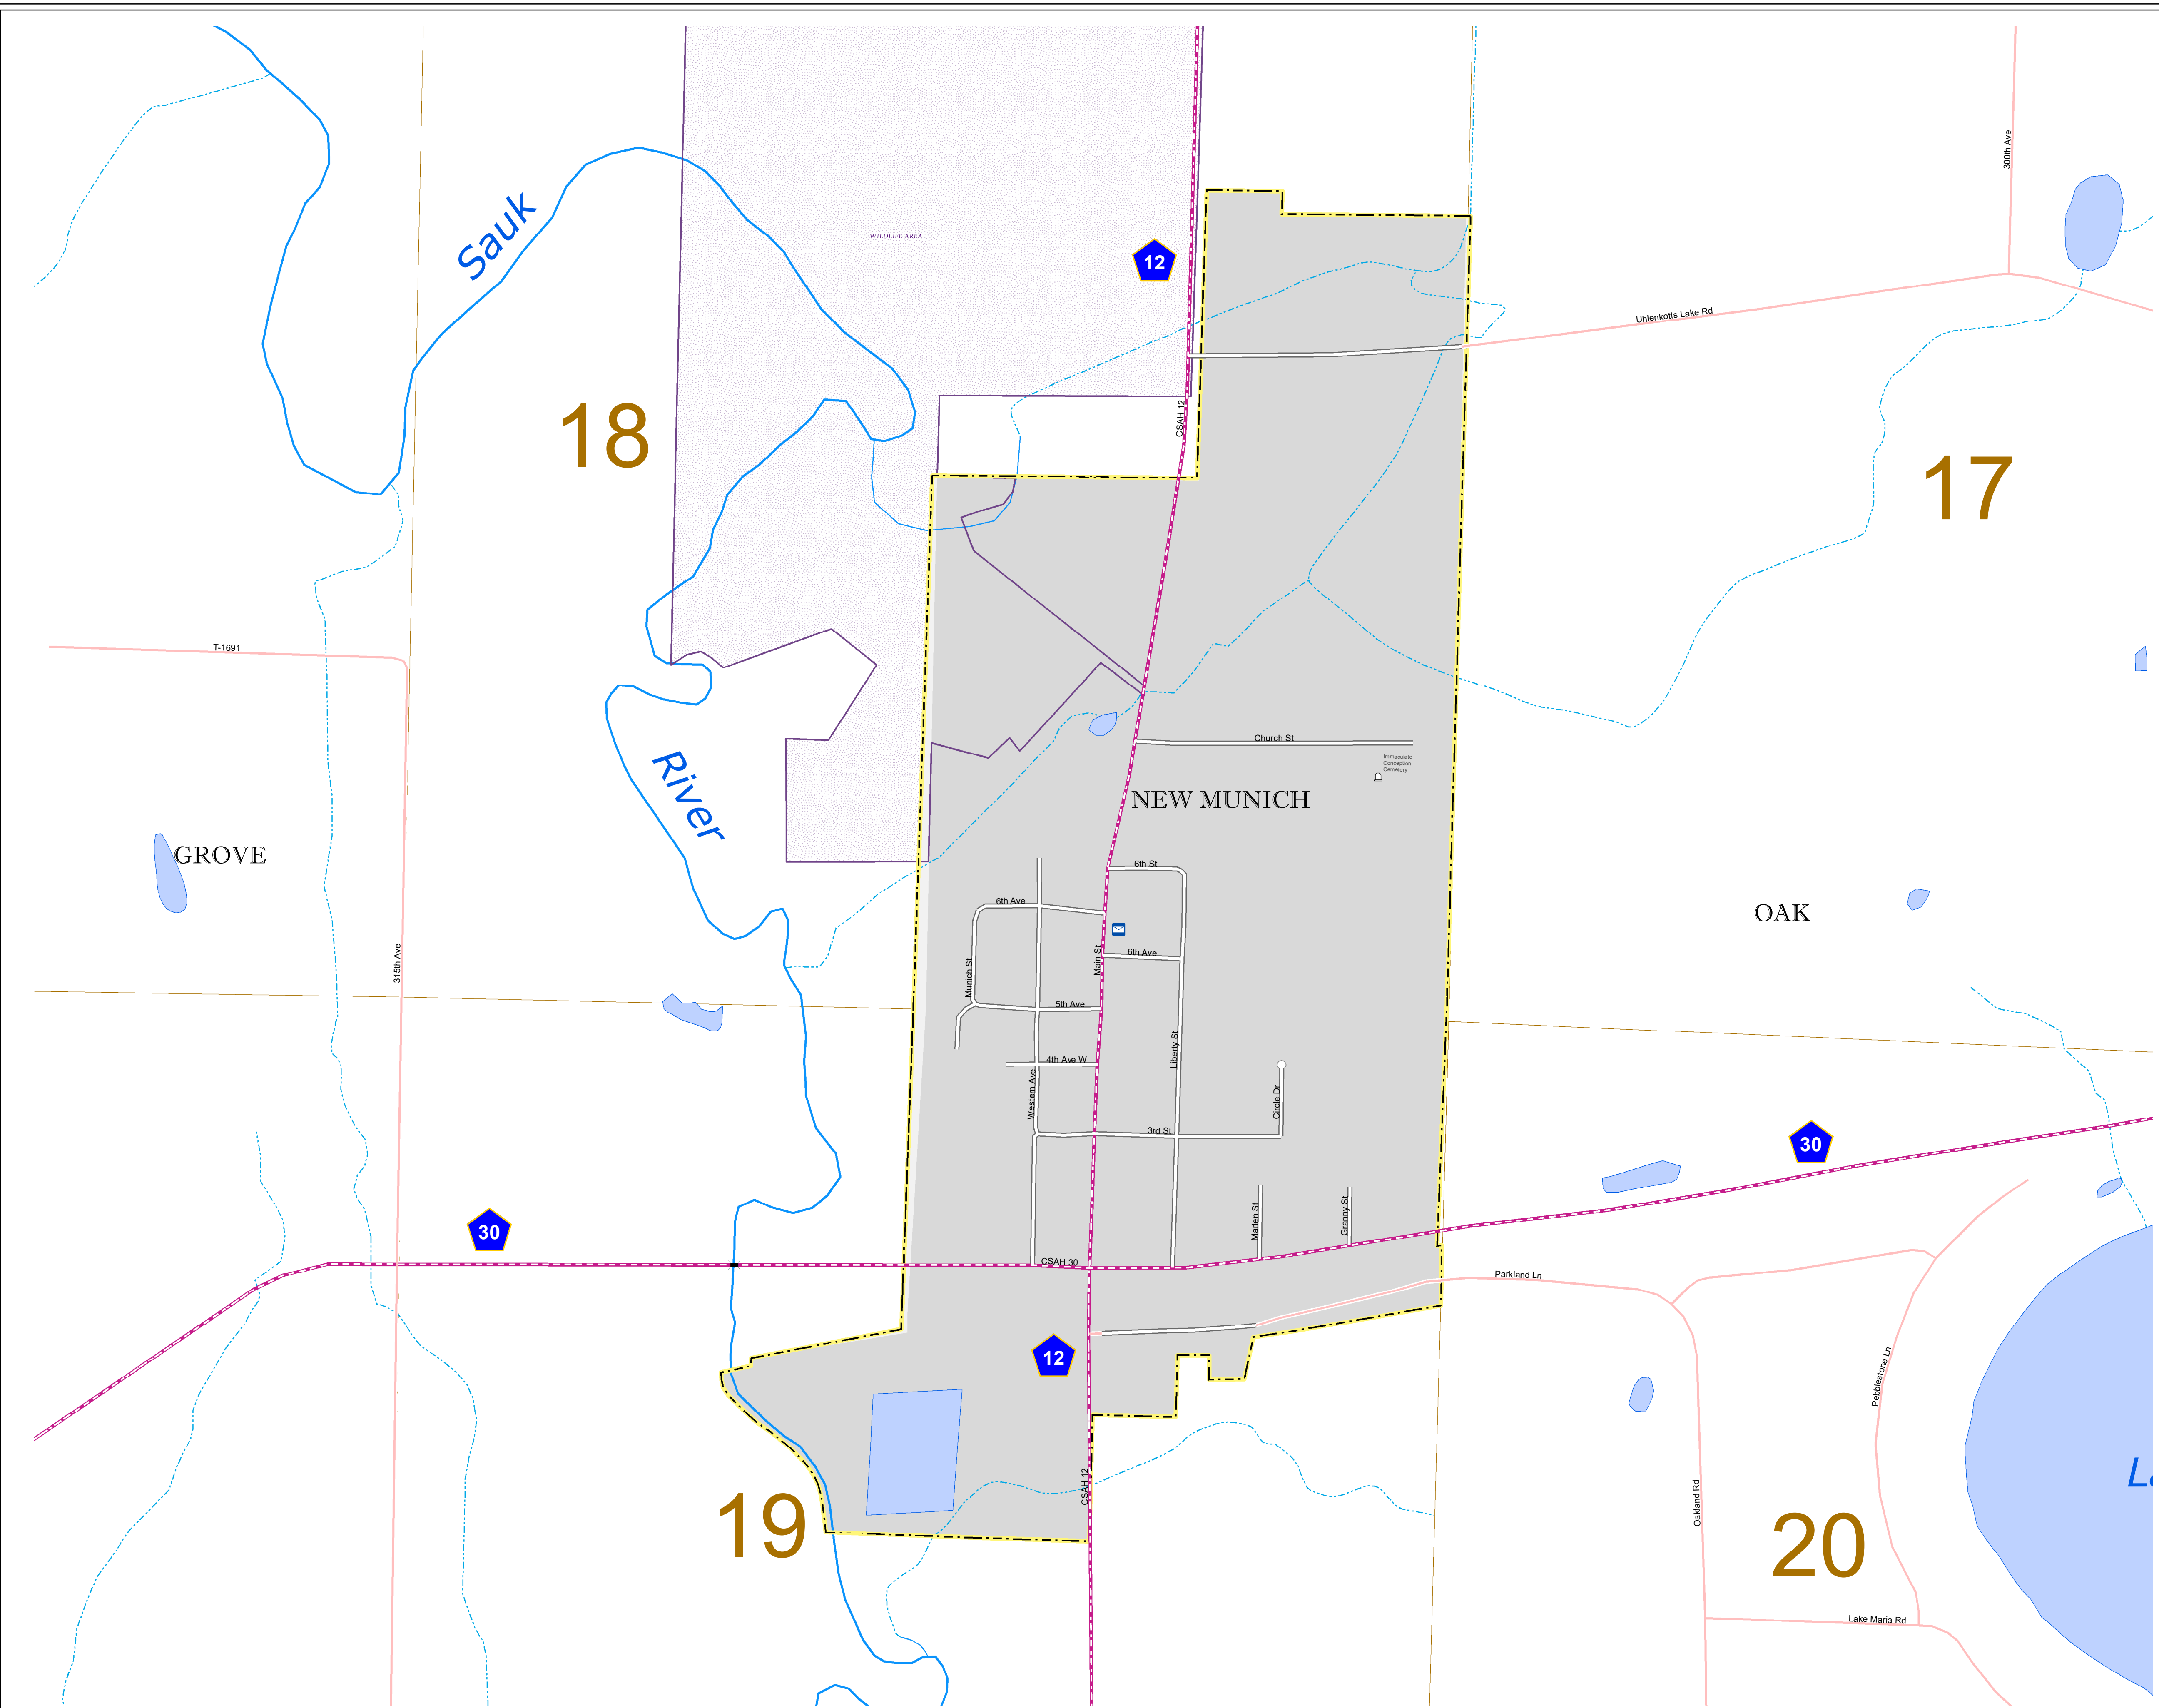 300th Ave
Sauk
WILDLIFE AREA
12
Uhlenkotts Lake Rd
18
CSAH 12
17
T-1691
River
Church St
Immaculate
Conception
Cemetery
NEW MUNICH
GROVE
6th St
6th Ave
OAK
Main St
6th Ave
315th Ave
Munich St
5th Ave
Liberty St
4th Ave W
Western Ave
Circle Dr
3rd St
30
30
Marlen St
Granny St
CSAH 30
Parkland Ln
12
Pebblestone Ln
CSAH 12
Oakland Rd
19
20
Lake Maria Rd